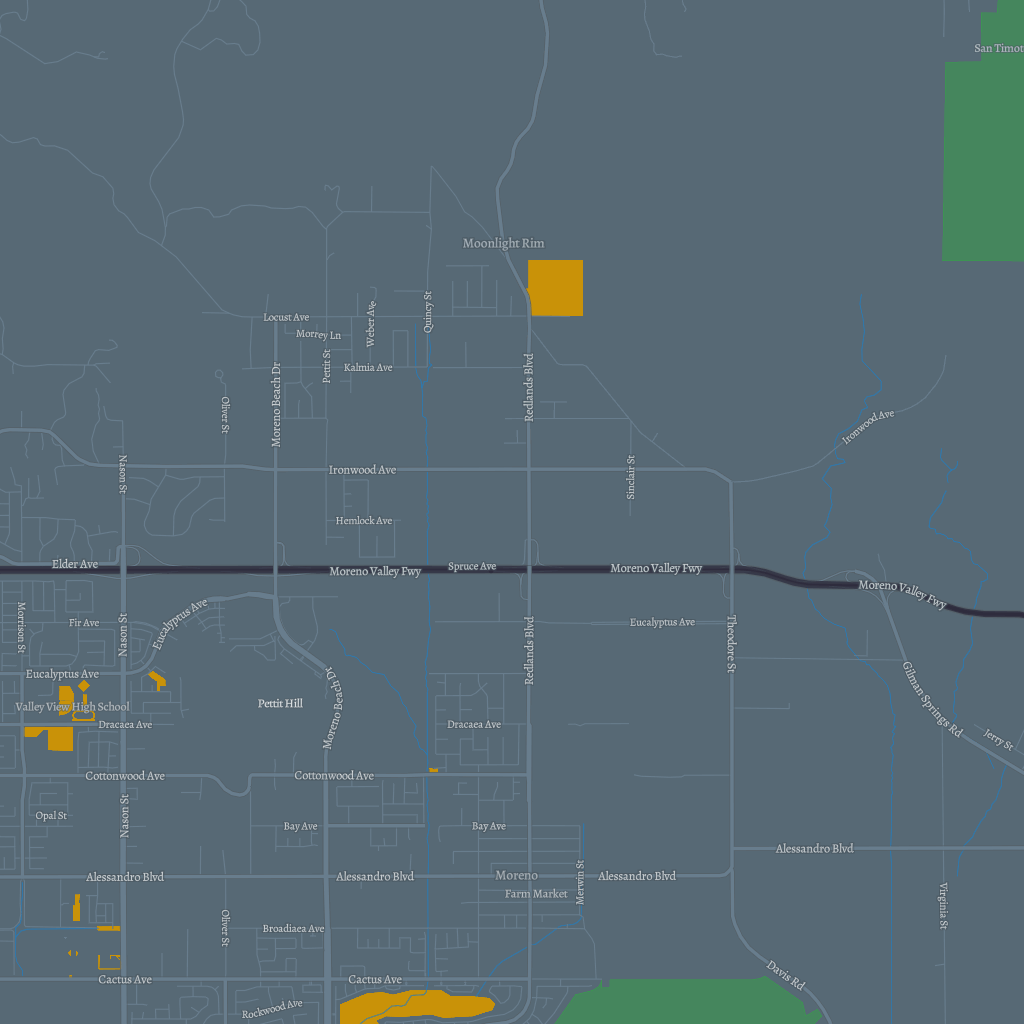 San Timot
Moonlight Rim
Locust Ave
Weber Ave
Quincy St
Morrey Ln
Pettit St
Kalmia Ave
Moreno Beach Dr
Redlands Blvd
Oliver St
Ironwood Ave
Nason St
Ironwood Ave
Sinclair St
Hemlock Ave
Elder Ave
Moreno Valley Fwy
Spruce Ave
Moreno Valley Fwy
Moreno Valley Fwy
Morrison St
Fir Ave
Nason St
Eucalyptus Ave
Redlands Blvd
Eucalyptus Ave
Theodore St
Eucalyptus Ave
Gilman Springs Rd
Valley View High School
Pettit Hill
Moreno Beach Dr
Dracaea Ave
Dracaea Ave
Jerry St
Cottonwood Ave
Cottonwood Ave
Opal St
Nason St
Bay Ave
Bay Ave
Alessandro Blvd
Alessandro Blvd
Alessandro Blvd
Moreno
Alessandro Blvd
Merwin St
Farm Market
Virginia St
Oliver St
Broadiaea Ave
Cactus Ave
Cactus Ave
Davis Rd
Rockwood Ave